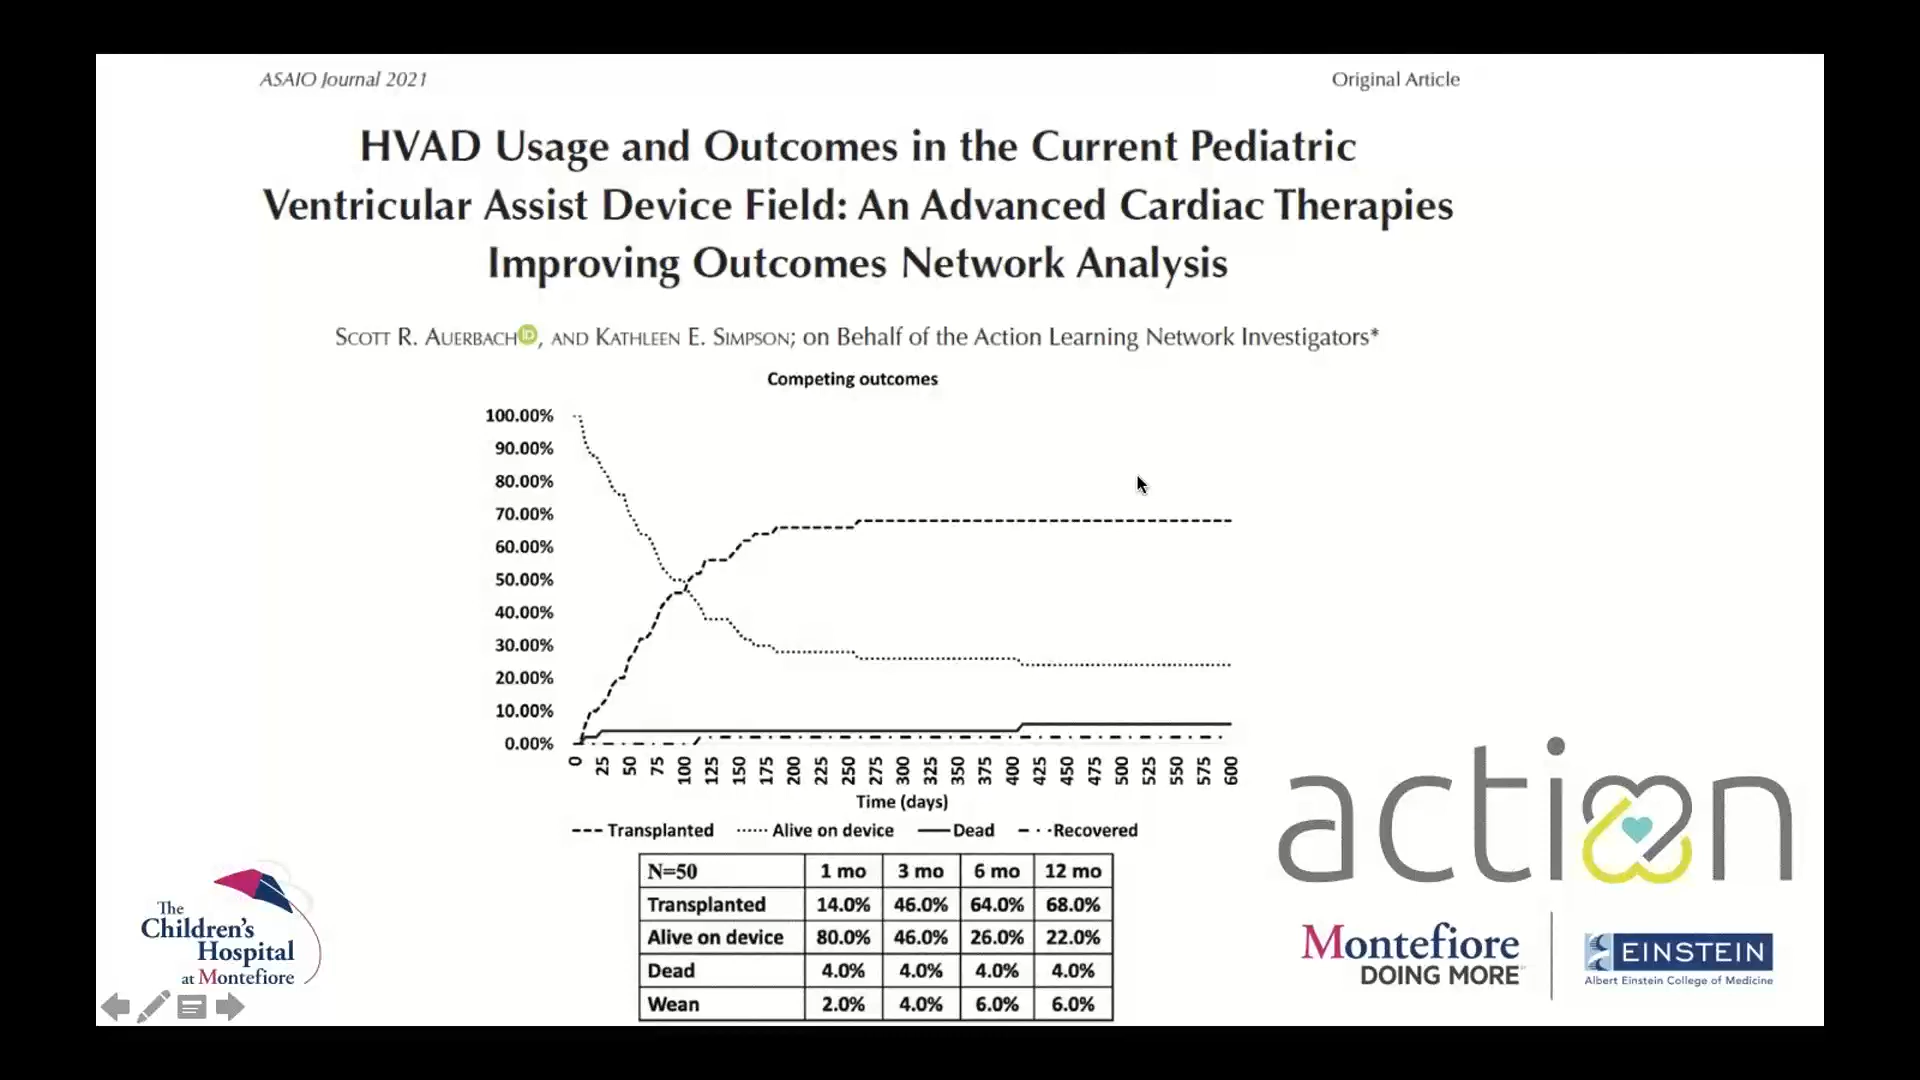 ASAIO Journal 2021
Original Article
HVAD Usage and Outcomes in the Current Pediatric
Ventricular Assist Device Field: An Advanced Cardiac Therapies
Improving Outcomes Network Analysis
SCOTT R. AUERBACH iD, AND KATHLEEN E. SIMPSON; on Behalf of the Action Learning Network Investigators*
Competing outcomes
100.00%
90.00%
80.00%
70.00%
60.00%
50.00%
40.00%
30.00%
20.00%
10.00%
0.00%
0 25 50 75 100 125 150 175 200 225 250 275 300 325 350 375 400 425 450 475 500 525 550 575 600
Time (days)
Transplanted Alive on device Dead Recovered
N=50 1 mo 3 mo 6 mo 12 mo
Transplanted 14.0% 46.0% 64.0% 68.0%
Alive on device 80.0% 46.0% 26.0% 22.0%
Dead 4.0% 4.0% 4.0% 4.0%
Wean 2.0% 4.0% 6.0% 6.0%
The
Children's
Hospital
at Montefiore
action
Montefiore
DOING MORE
EINSTEIN
Albert Einstein College of Medicine